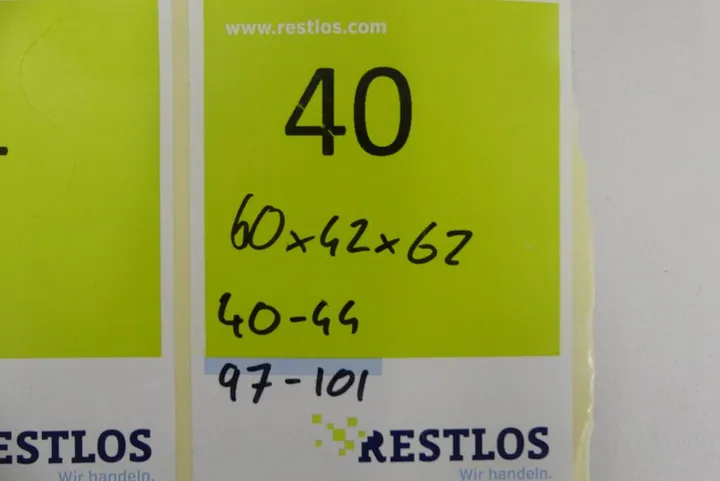 www.restlos.com
40
60x42x62
40-44
97-101
RESTLOS
Wir handeln.
ESTLOS
Wir handeln.